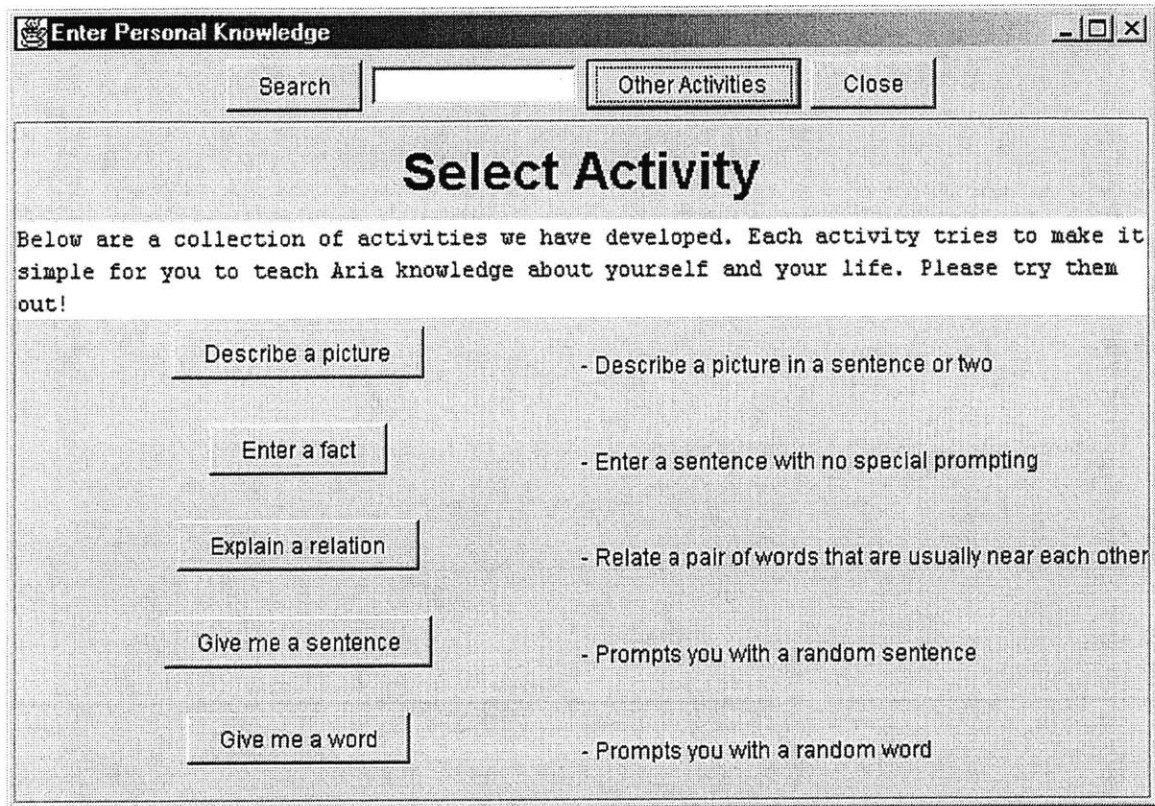 Enter Personal Knowledge
Search Other Activities Close
Select Activity
Below are a collection of activities we have developed. Each activity tries to make it
simple for you to teach Aria knowledge about yourself and your life. Please try them
out!
Describe a picture - Describe a picture in a sentence or two
Enter a fact - Enter a sentence with no special prompting
Explain a relation - Relate a pair of words that are usually near each other
Give me a sentence - Prompts you with a random sentence
Give me a word - Prompts you with a random word